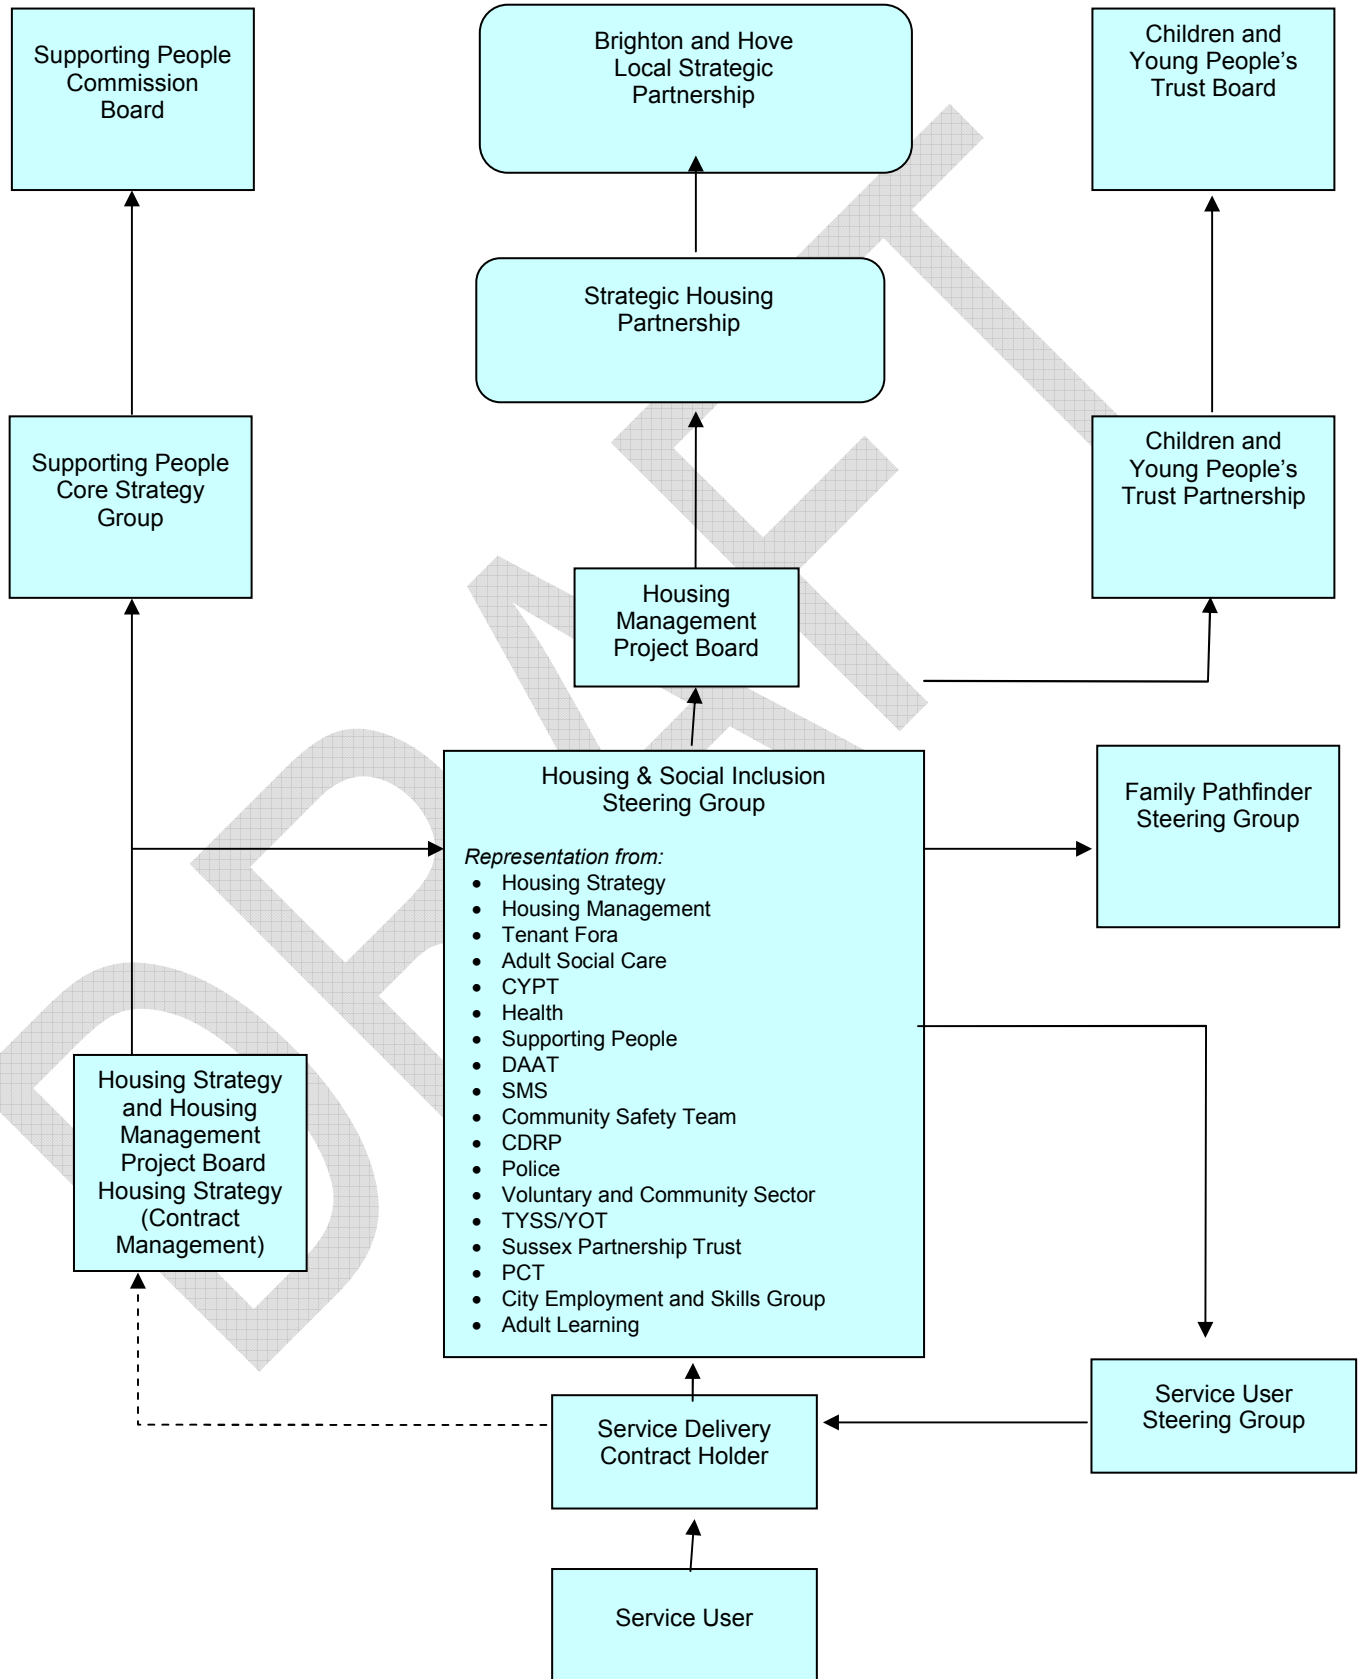 Supporting People
Commission
Board
Brighton and Hove
Local Strategic
Partnership
Children and
Young People’s
Trust Board
Strategic Housing
Partnership
Supporting People
Core Strategy
Group
Children and
Young People’s
Trust Partnership
Housing
Management
Project Board
Housing & Social Inclusion
Steering Group
Representation from:
• Housing Strategy
• Housing Management
• Tenant Fora
• Adult Social Care
• CYPT
• Health
• Supporting People
• DAAT
• SMS
• Community Safety Team
• CDRP
• Police
• Voluntary and Community Sector
• TYSS/YOT
• Sussex Partnership Trust
• PCT
• City Employment and Skills Group
• Adult Learning
Family Pathfinder
Steering Group
Housing Strategy
and Housing
Management
Project Board
Housing Strategy
(Contract
Management)
Service User
Steering Group
Service Delivery
Contract Holder
Service User
DRAFT